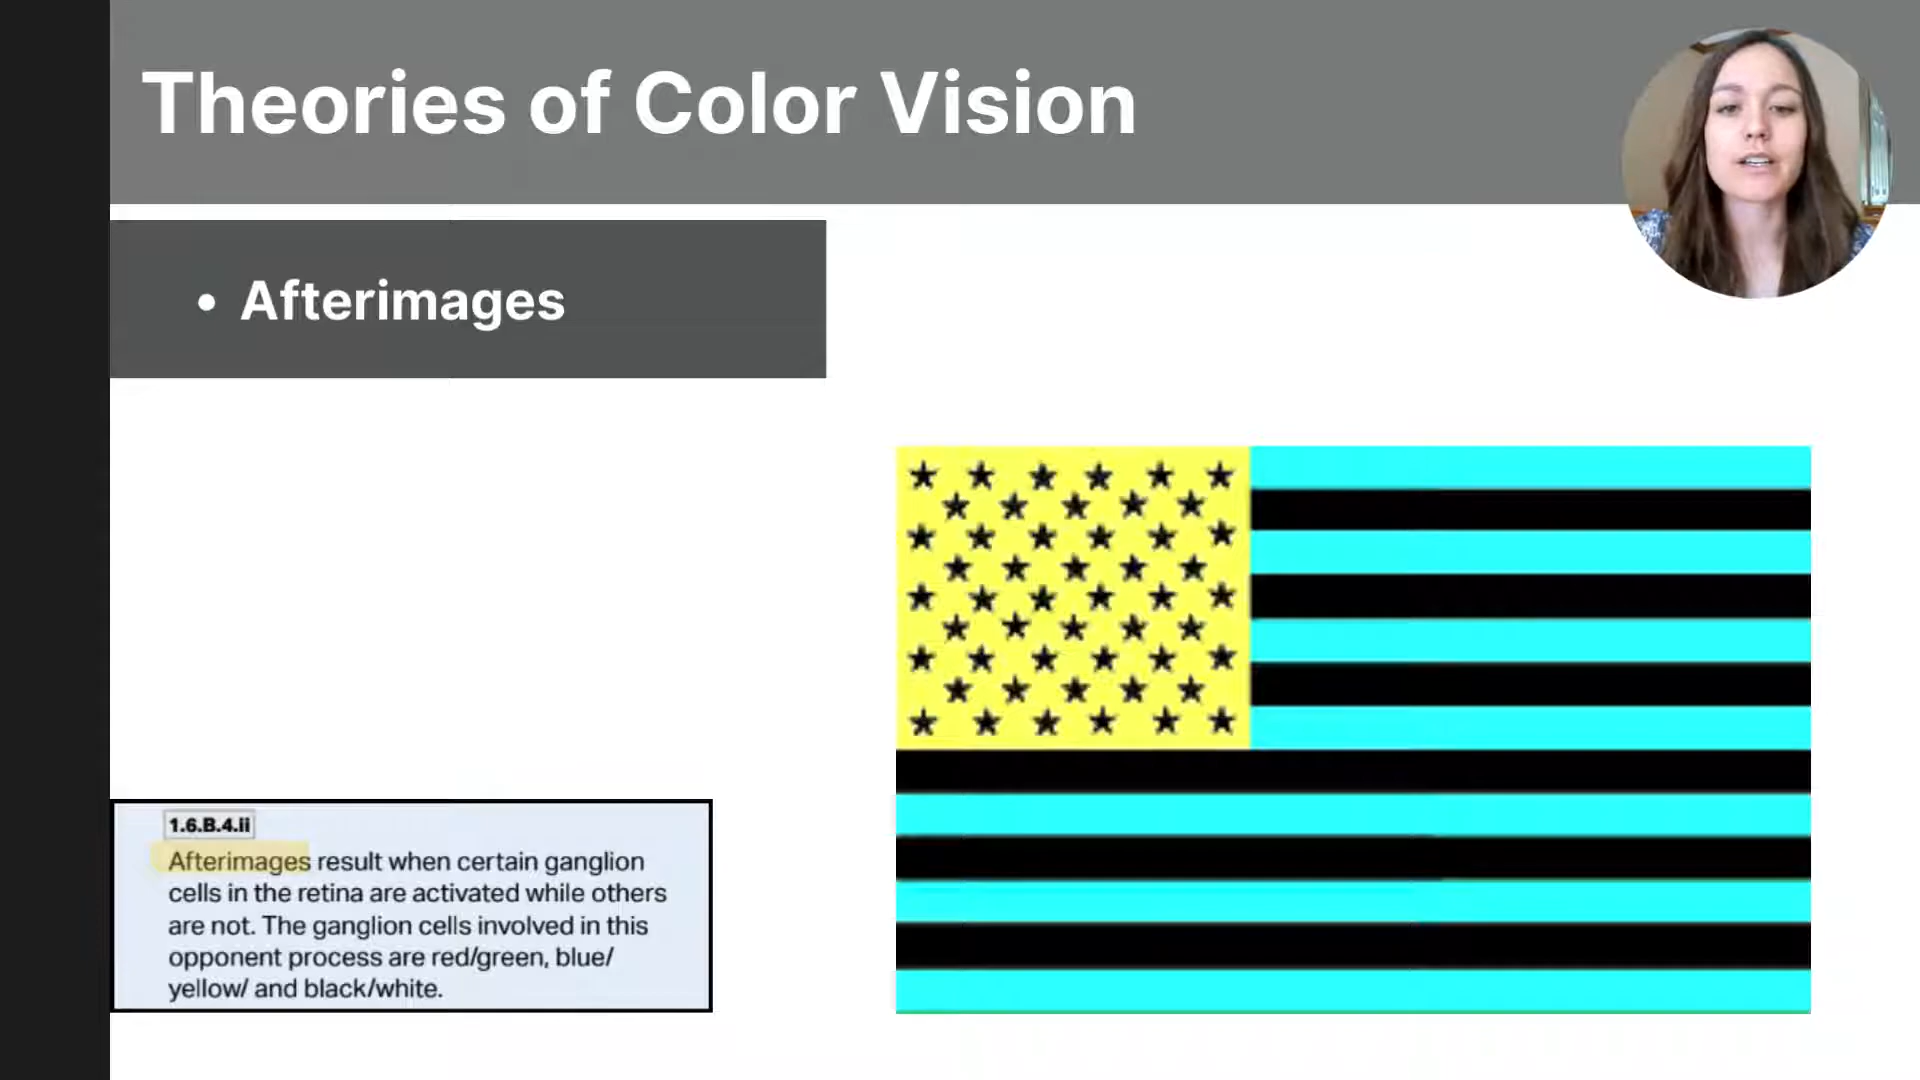 Theories of Color Vision
• Afterimages
1.6.B.4.ii
Afterimages result when certain ganglion
cells in the retina are activated while others
are not. The ganglion cells involved in this
opponent process are red/green, blue/
yellow/ and black/white.